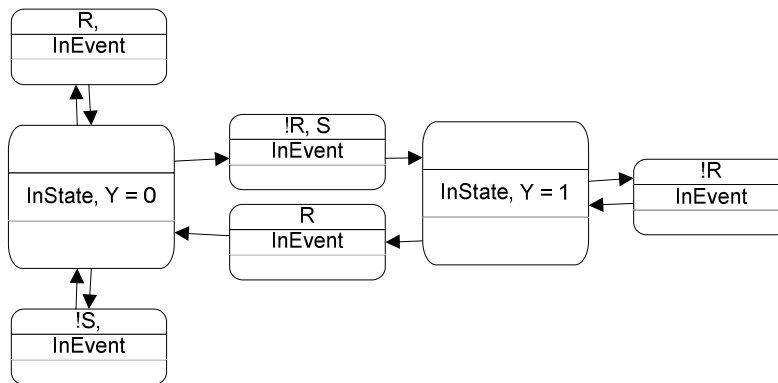 R,
InEvent
!R, S
InEvent
InState, Y = 0
InState, Y = 1
!R
InEvent
R
InEvent
!S,
InEvent